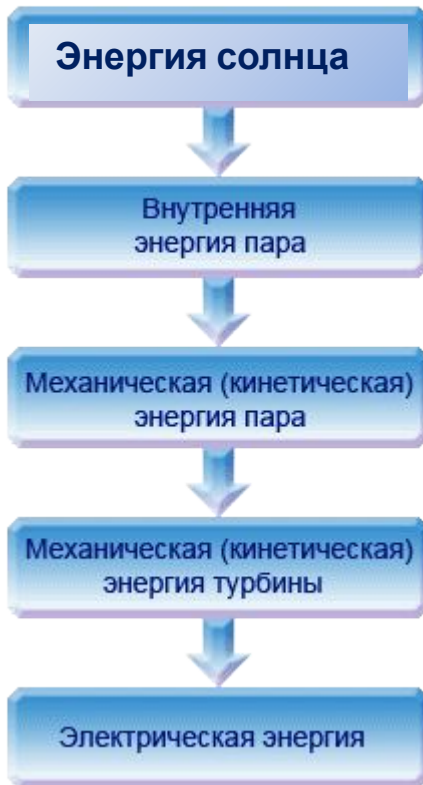 Энергия солнца
Внутренняя
энергия пара
Механическая (кинетическая)
энергия пара
Механическая (кинетическая)
энергия турбины
Электрическая энергия